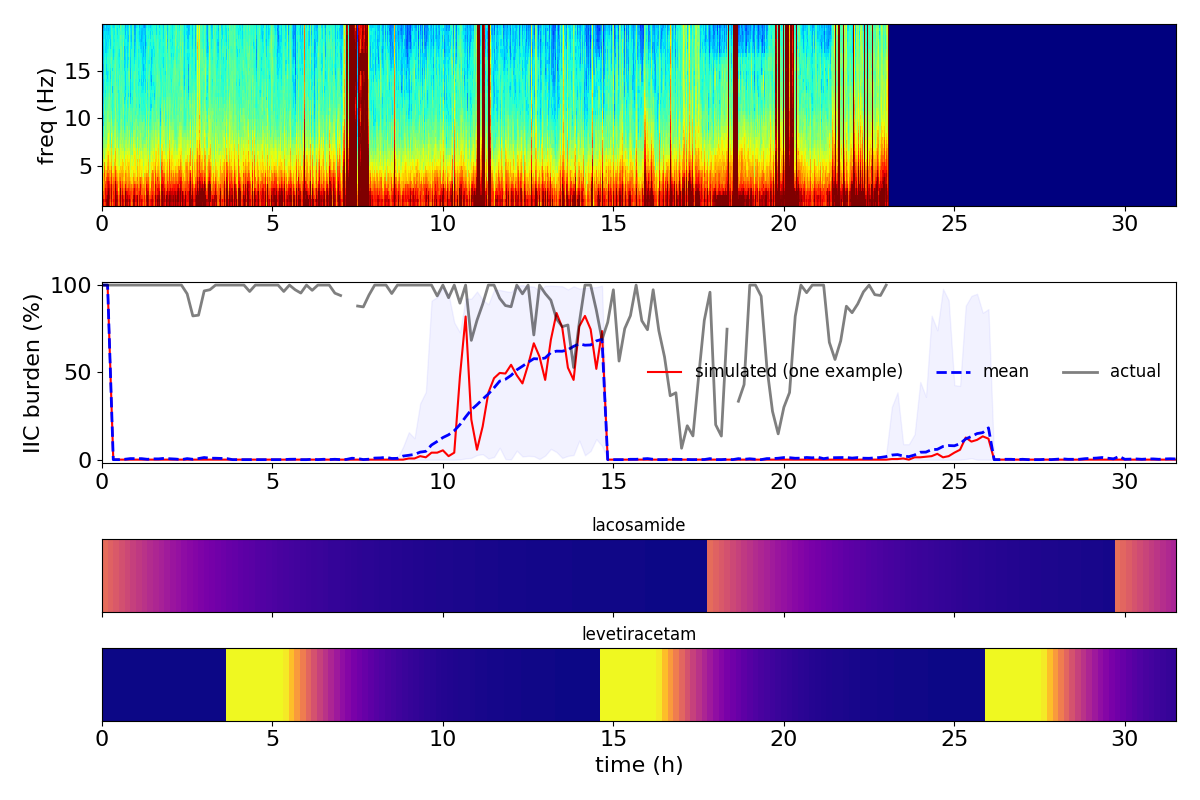 freq (Hz)
15
10
5
0 5 10 15 20 25 30
IIC burden (%)
100
50
0
simulated (one example) mean actual
0 5 10 15 20 25 30
lacosamide
levetiracetam
0 5 10 15 20 25 30
time (h)